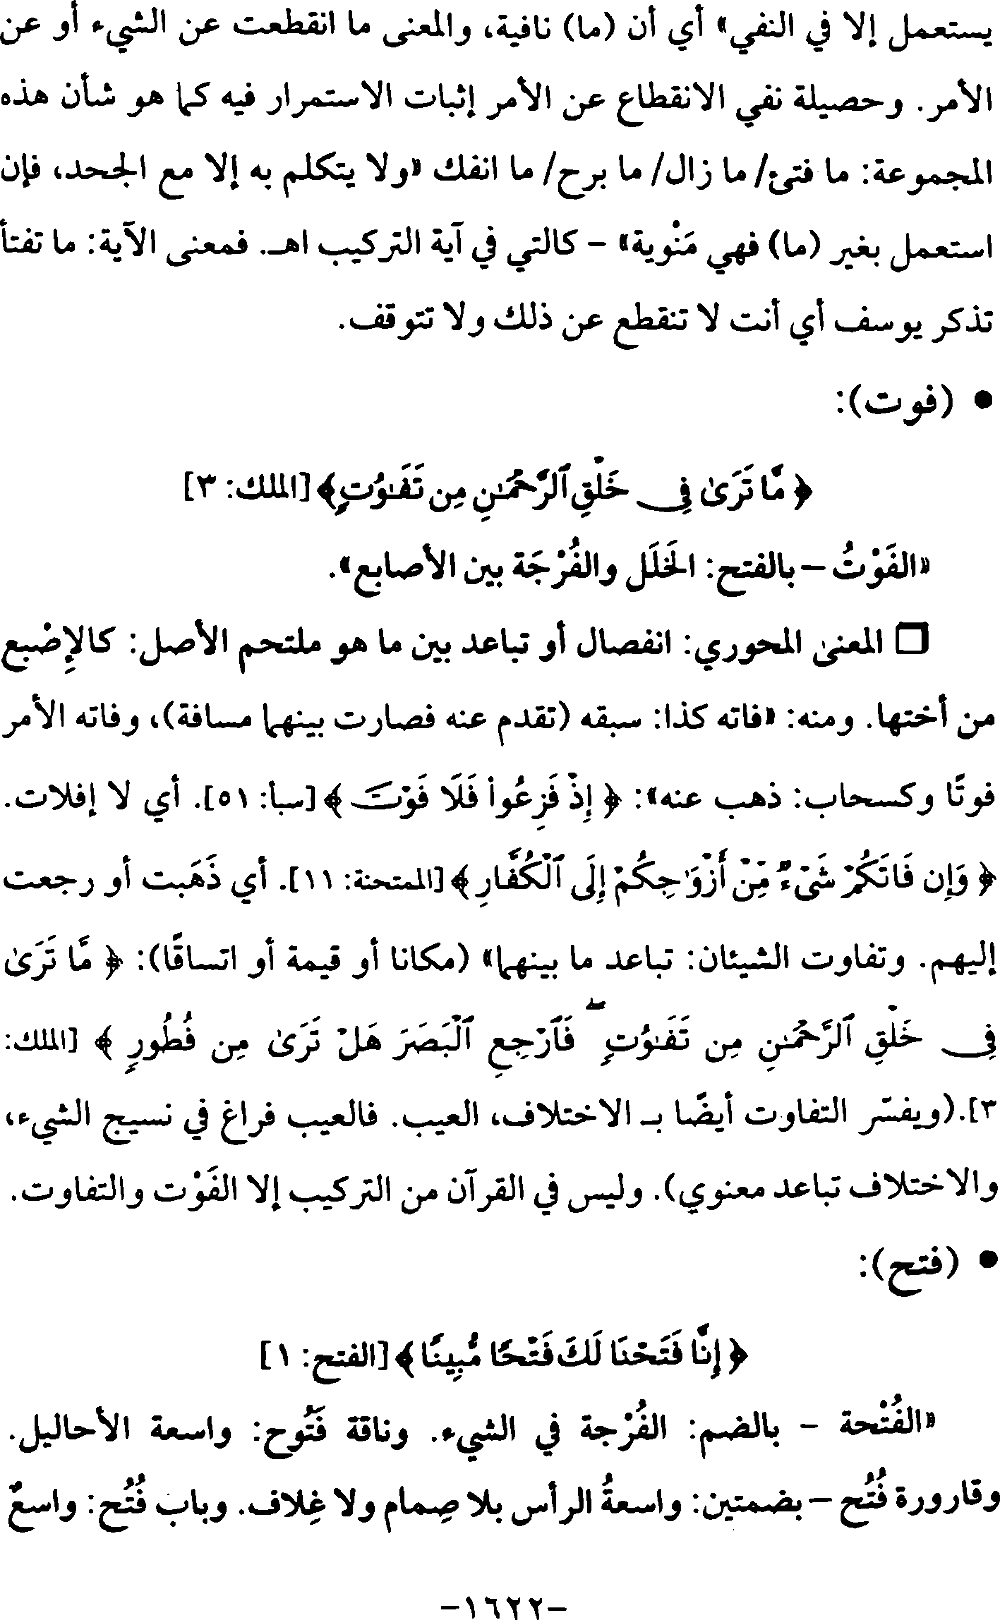 يستعمل إلا في النفي» أي أن (ما) نافية، والمعنى ما انقطعت عن الشيء أو عن
الأمر. وحصيلة نفي الانقطاع عن الأمر إثبات الاستمرار فيه كما هو شأن هذه
المجموعة: ما فتئ/ ما زال/ ما برح/ ما انفك «ولا يتكلم به إلا مع الجحد، فإن
استعمل بغير (ما) فهي مَنْوية» – كالتي في آية التركيب اهـ. فمعنى الآية: ما تفتأ
تذكر يوسف أي أنت لا تنقطع عن ذلك ولا تتوقف.
• (فوت):
﴿ مَّا تَرَىٰ فِى خَلْقِ ٱلرَّحْمَـٰنِ مِن تَفَـٰوُتٍ﴾ [الملك: ٣]
«الفَوْتُ – بالفتح: الخَلَل والفُرْجَة بين الأصابع».
❒ المعنى المحوري: انفصال أو تباعد بين ما هو ملتحم الأصل: كالإِصْبع
من أختها. ومنه: «فاته كذا: سبقه (تقدم عنه فصارت بينهما مسافة)، وفاته الأمر
فوتًا وكسحاب: ذهب عنه»: ﴿ إِذْ فَزِعُوا۟ فَلَا فَوْتَ ﴾ [سبأ: ٥١]. أي لا إفلات.
﴿ وَإِن فَاتَكُمْ شَىْءٌ مِّنْ أَزْوَٰجِكُمْ إِلَى ٱلْكُفَّارِ ﴾ [الممتحنة: ١١]. أي ذَهَبت أو رجعت
إليهم. وتفاوت الشيئان: تباعد ما بينهما» (مكانا أو قيمة أو اتساقًا): ﴿ مَّا تَرَىٰ
فِى خَلْقِ ٱلرَّحْمَـٰنِ مِن تَفَـٰوُتٍ ۖ فَٱرْجِعِ ٱلْبَصَرَ هَلْ تَرَىٰ مِن فُطُورٍ ﴾ [الملك:
٣].(ويفسّر التفاوت أيضًا بـ الاختلاف، العيب. فالعيب فراغ في نسيج الشيء،
والاختلاف تباعد معنوي). وليس في القرآن من التركيب إلا الفَوْت والتفاوت.
• (فتح):
﴿ إِنَّا فَتَحْنَا لَكَ فَتْحًا مُّبِينًا ﴾ [الفتح: ١]
«الفُتْحة – بالضم: الفُرْجة في الشيء. وناقة فَتُوح: واسعة الأحاليل.
وقارورة فُتُح – بضمتين: واسعةُ الرأس بلا صِمام ولا غِلاف. وباب فُتُح: واسعٌ
-١٦٢٢-